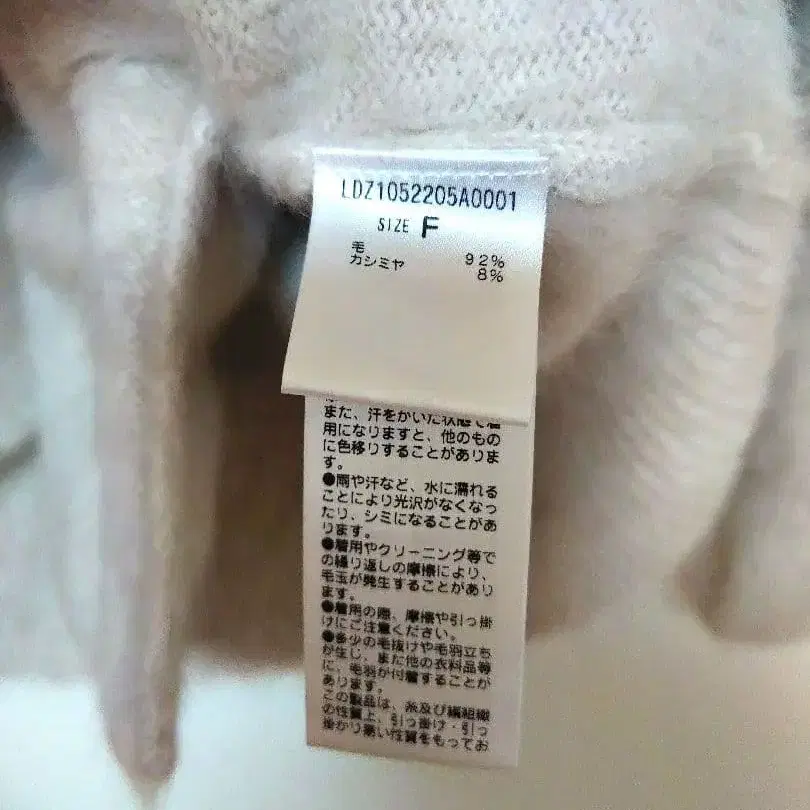 LDZ1052205A0001
SIZE F
毛 92%
カシミヤ 8%
また、汗をかいた状態で着
用になりますと、他のもの
に色移りすることがありま
す。
●雨や汗など、水に濡れる
ことにより光沢がなくなっ
たり、シミになることがあ
ります。
●着用やクリーニング等で
の繰り返しの摩擦により、
毛玉が発生することがあり
ます。
●着用の際、摩擦や引っ掛
けにご注意ください。
●多少の毛抜けや毛羽立ち
が生じ、また他の衣料品等
に、毛羽が付着することが
あります。
この製品は、糸及び編組織
の性質上、引っ掛け・引っ
掛かり悪い性質をもってお